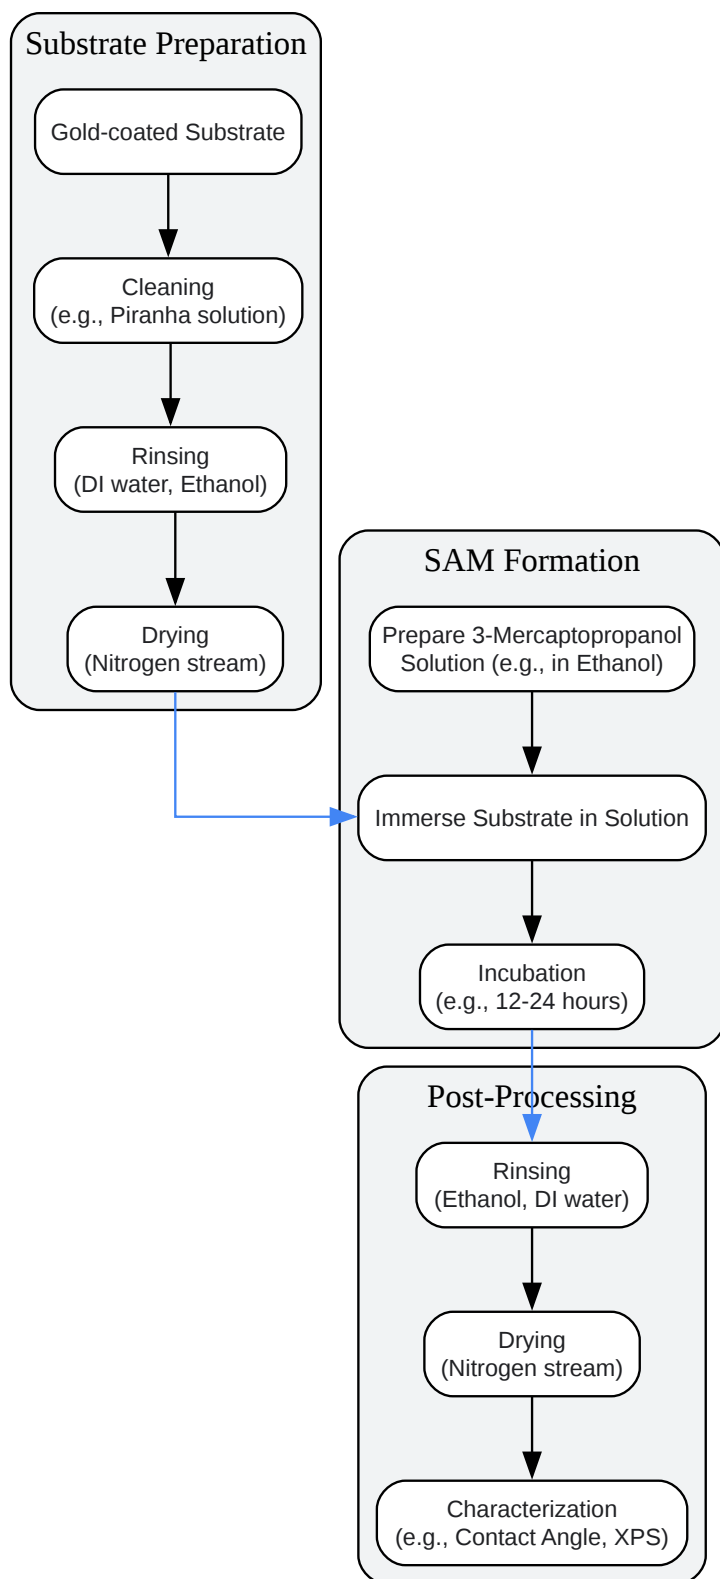 Substrate Preparation
Gold-coated Substrate
Cleaning
(e.g., Piranha solution)
Rinsing
(DI water, Ethanol)
Drying
(Nitrogen stream)
SAM Formation
Prepare 3-Mercaptopropanol
Solution (e.g., in Ethanol)
Immerse Substrate in Solution
Incubation
(e.g., 12-24 hours)
Post-Processing
Rinsing
(Ethanol, DI water)
Drying
(Nitrogen stream)
Characterization
(e.g., Contact Angle, XPS)